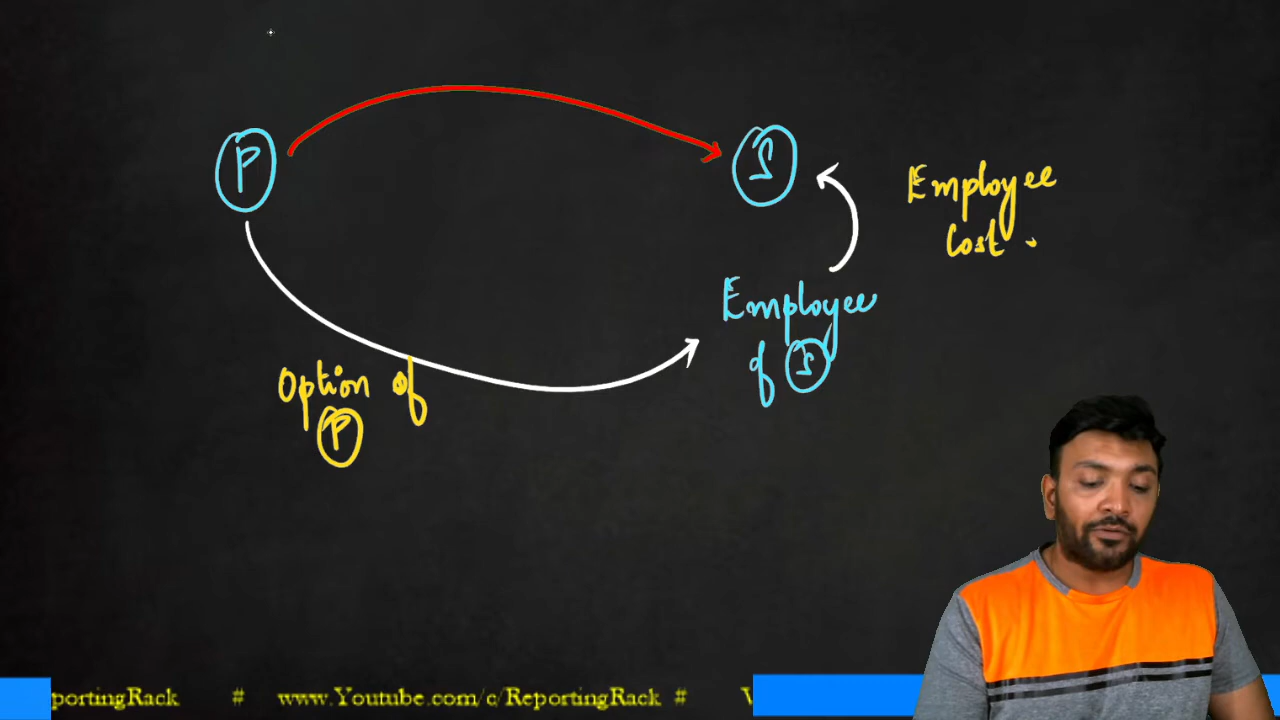 P
S
Employee
Cost.
Employee
of S
Option of
P
portingRack # www.Youtube.com/c/ReportingRack # V